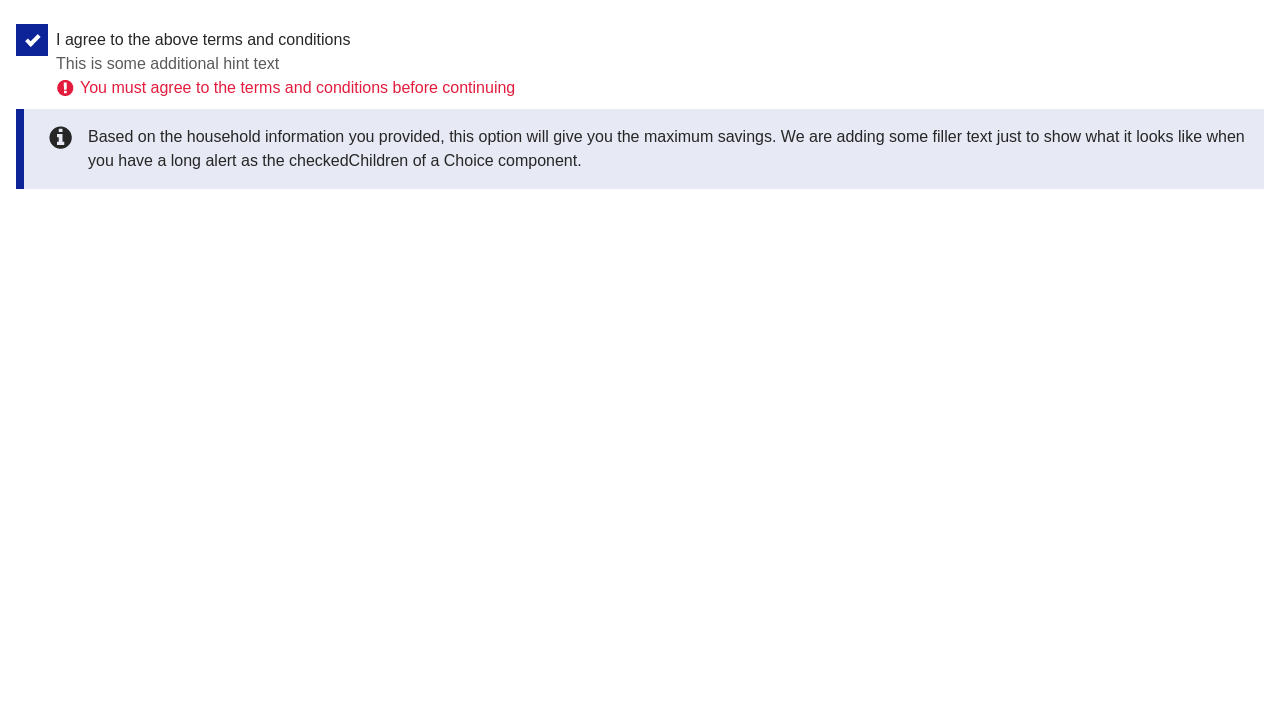 I agree to the above terms and conditions
This is some additional hint text
You must agree to the terms and conditions before continuing
Based on the household information you provided, this option will give you the maximum savings. We are adding some filler text just to show what it looks like when
you have a long alert as the checkedChildren of a Choice component.